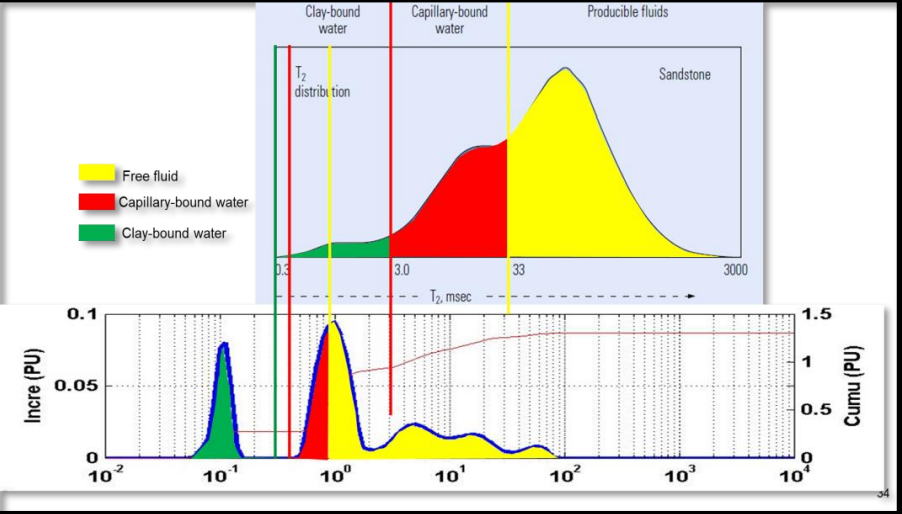 Clay-bound
water
Capillary-bound
water
Producible fluids
T2
distribution
Sandstone
Free fluid
Capillary-bound water
Clay-bound water
0.3
3.0
33
3000
T2, msec
Incre (PU)
0.1
0.05
0
1.5
1
0.5
0
Cumu (PU)
10-2
10-1
100
101
102
103
104
34